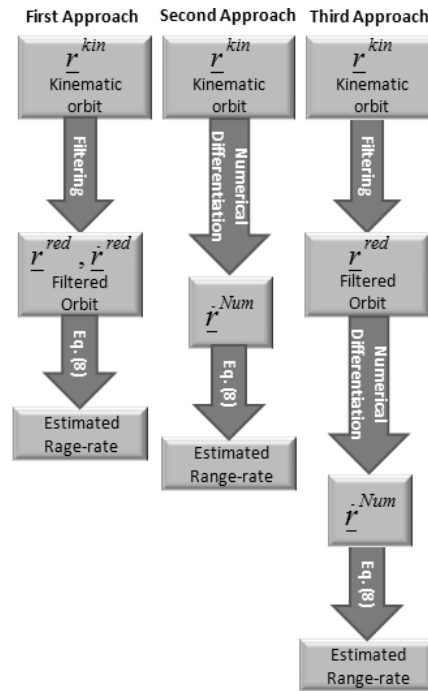 First Approach
r^kin
Kinematic
orbit
Filtering
r^red , ṙ^red
Filtered
Orbit
Eq. (8)
Estimated
Rage-rate
Second Approach
r^kin
Kinematic
orbit
Numerical
Differentiation
ṙ^Num
Eq. (8)
Estimated
Range-rate
Third Approach
r^kin
Kinematic
orbit
Filtering
r^red
Filtered
Orbit
Numerical
Differentiation
ṙ^Num
Eq. (8)
Estimated
Range-rate